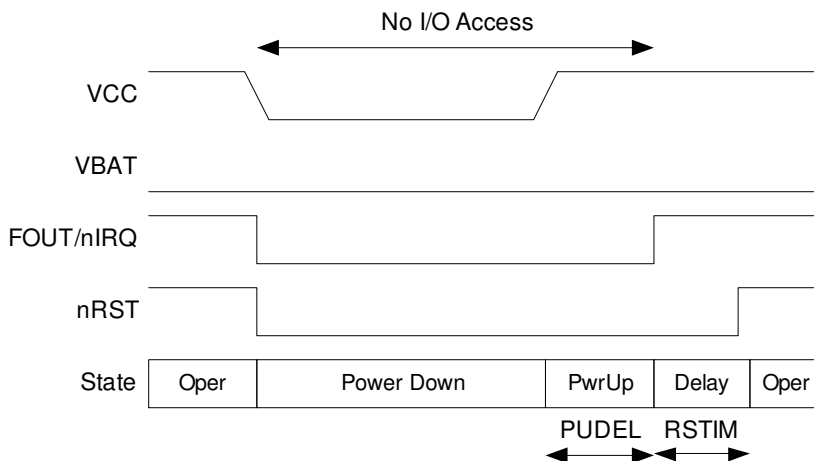 No I/O Access
VCC
VBAT
FOUT/nIRQ
nRST
State Oper Power Down PwrUp Delay Oper
PUDEL RSTIM